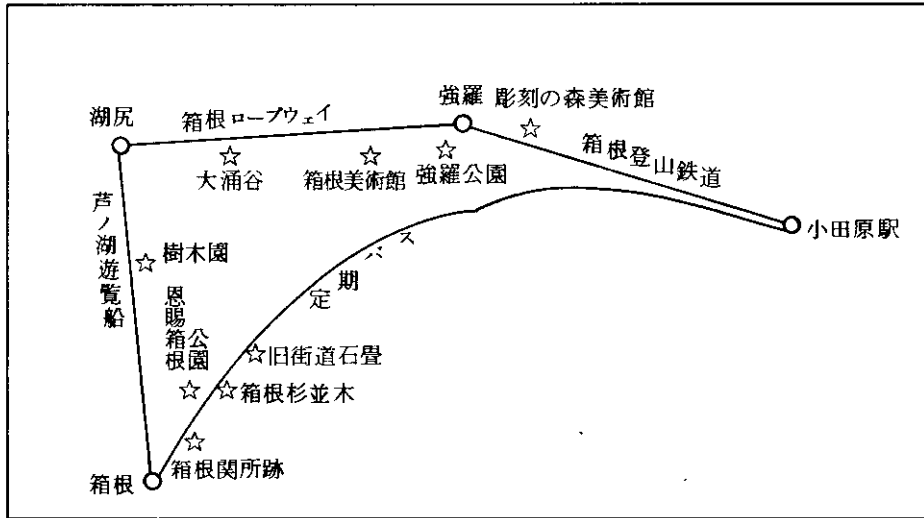 強羅
彫刻の森美術館
湖尻
箱根ロープウェイ
箱根登山鉄道
大涌谷
箱根美術館
強羅公園
小田原駅
芦ノ湖遊覧船
樹木園
定期バス
恩賜箱根公園
旧街道石畳
箱根杉並木
箱根関所跡
箱根